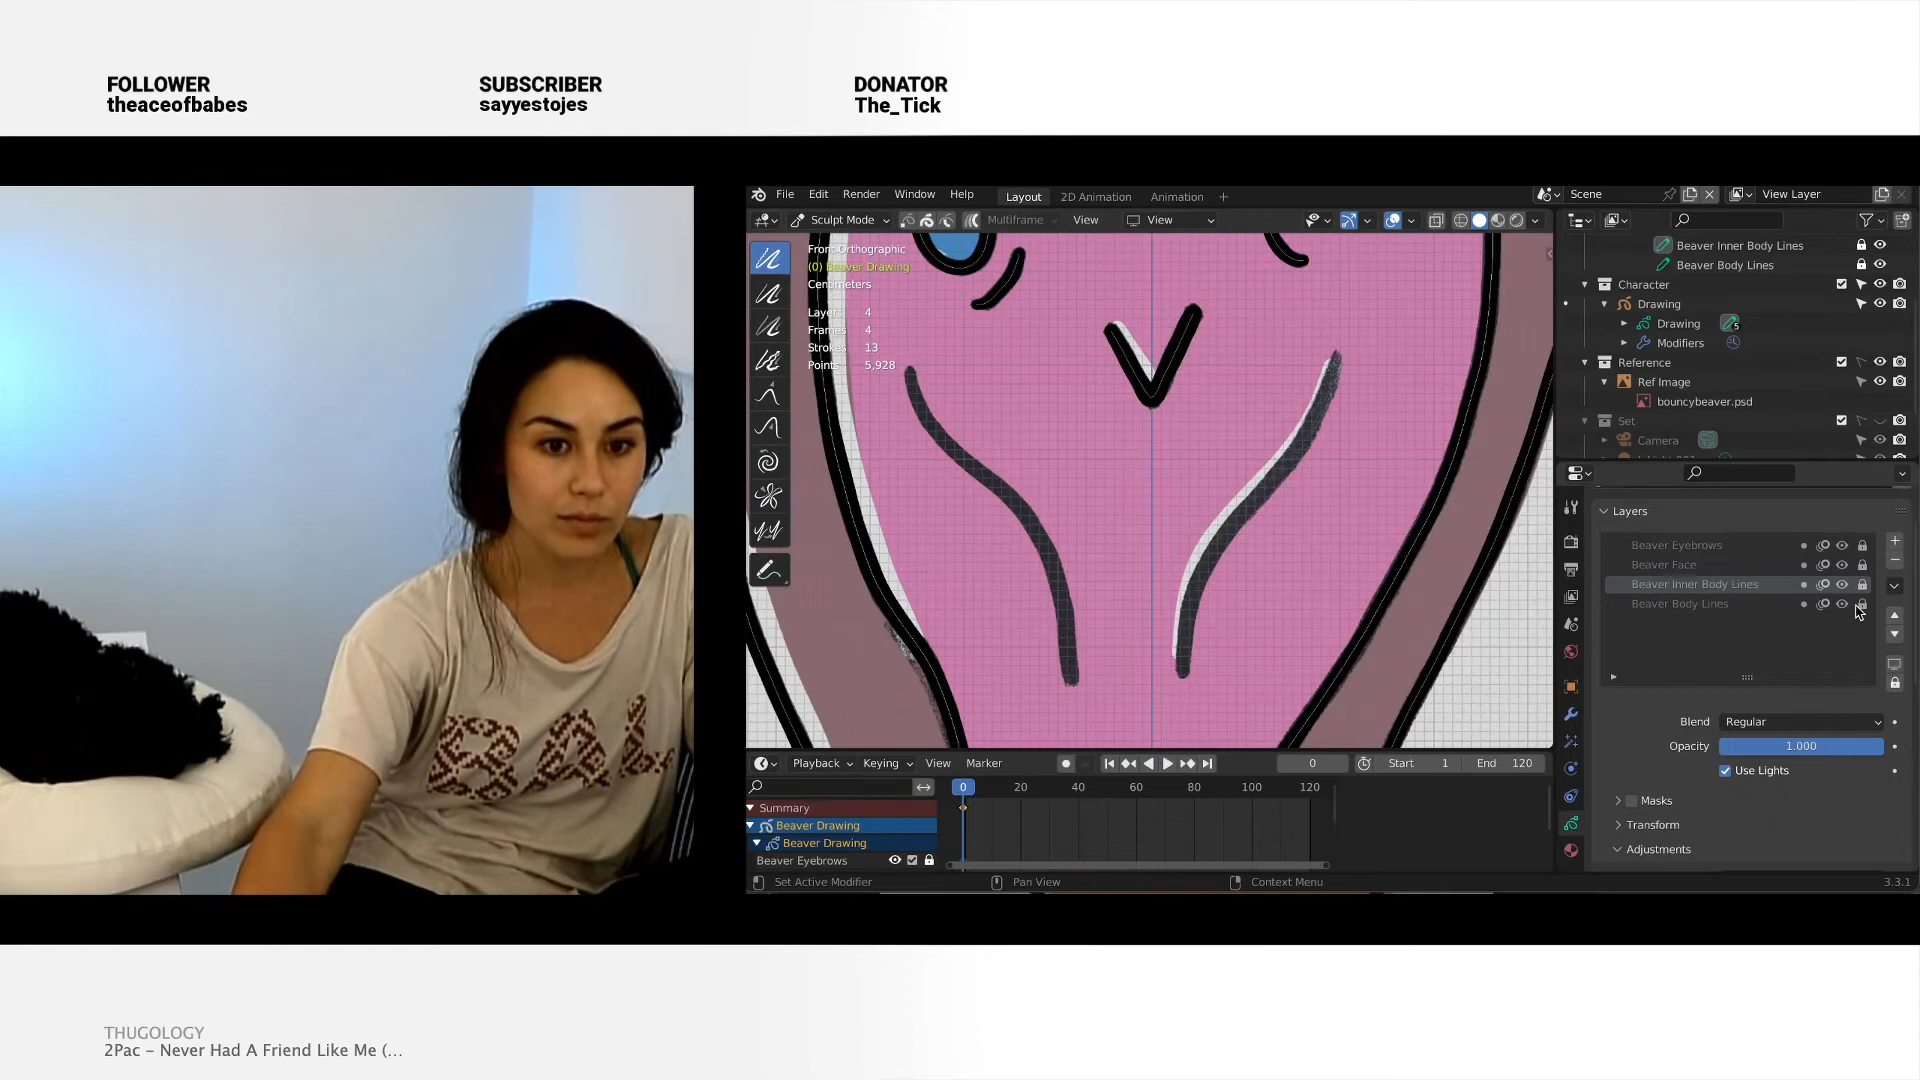 FOLLOWER
theaceofbabes
SUBSCRIBER
sayyestojes
DONATOR
The_Tick
File Edit Render Window Help Layout 2D Animation Animation +
Scene
View Layer
Sculpt Mode
Multiframe View View
Front Orthographic
(0) Beaver Drawing
Centimeters
Layers 4
Frames 4
Strokes 13
Points 5,928
Beaver Inner Body Lines
Beaver Body Lines
Character
Drawing
Drawing 5
Modifiers
Reference
Ref Image
bouncybeaver.psd
Set
Camera
Layers
Beaver Eyebrows
Beaver Face
Beaver Inner Body Lines
Beaver Body Lines
Blend Regular
Opacity 1.000
Use Lights
Masks
Transform
Adjustments
Playback Keying View Marker
0 Start 1 End 120
0 20 40 60 80 100 120
Summary
Beaver Drawing
Beaver Drawing
Beaver Eyebrows
Set Active Modifier Pan View Context Menu 3.3.1
BAL
THUGOLOGY
2Pac - Never Had A Friend Like Me (...